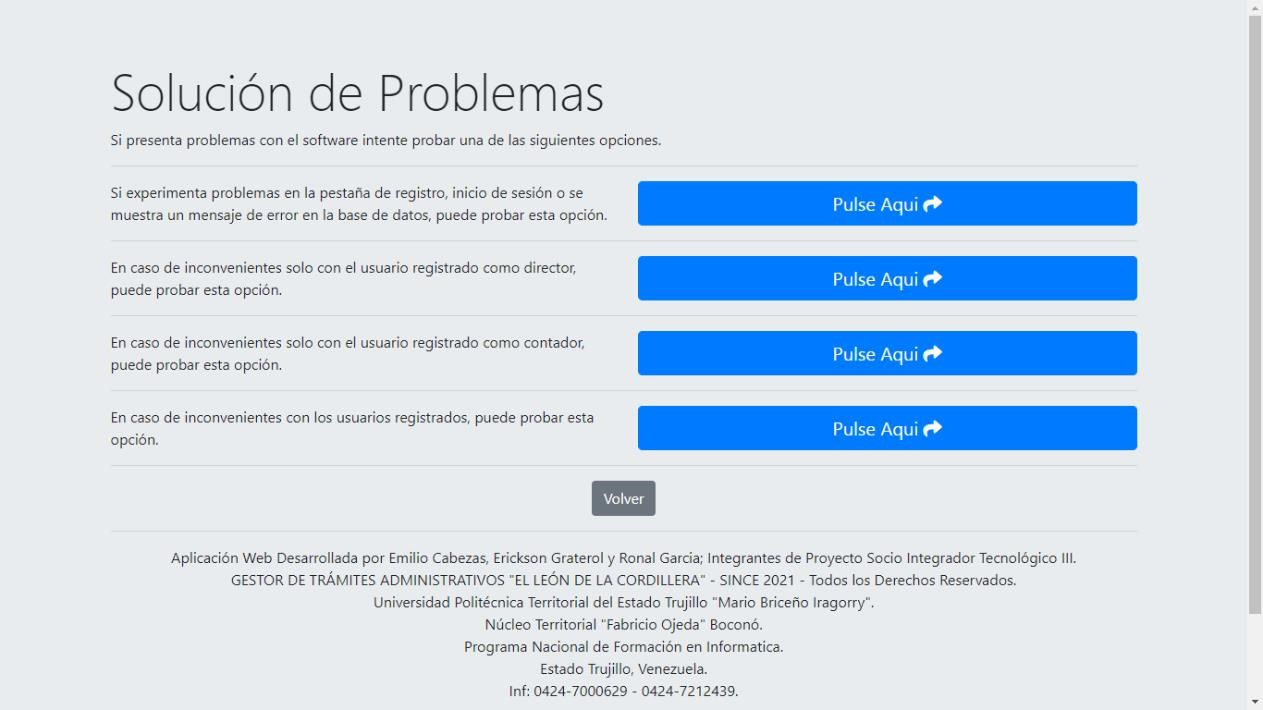 Solución de Problemas
Si presenta problemas con el software intente probar una de las siguientes opciones.
Si experimenta problemas en la pestaña de registro, inicio de sesión o se
muestra un mensaje de error en la base de datos, puede probar esta opción.
Pulse Aqui
En caso de inconvenientes solo con el usuario registrado como director,
puede probar esta opción.
Pulse Aqui
En caso de inconvenientes solo con el usuario registrado como contador,
puede probar esta opción.
Pulse Aqui
En caso de inconvenientes con los usuarios registrados, puede probar esta
opción.
Pulse Aqui
Volver
Aplicación Web Desarrollada por Emilio Cabezas, Erickson Graterol y Ronal Garcia; Integrantes de Proyecto Socio Integrador Tecnológico III.
GESTOR DE TRÁMITES ADMINISTRATIVOS "EL LEÓN DE LA CORDILLERA" - SINCE 2021 - Todos los Derechos Reservados.
Universidad Politécnica Territorial del Estado Trujillo "Mario Briceño Iragorry".
Núcleo Territorial "Fabricio Ojeda" Boconó.
Programa Nacional de Formación en Informatica.
Estado Trujillo, Venezuela.
Inf: 0424-7000629 - 0424-7212439.